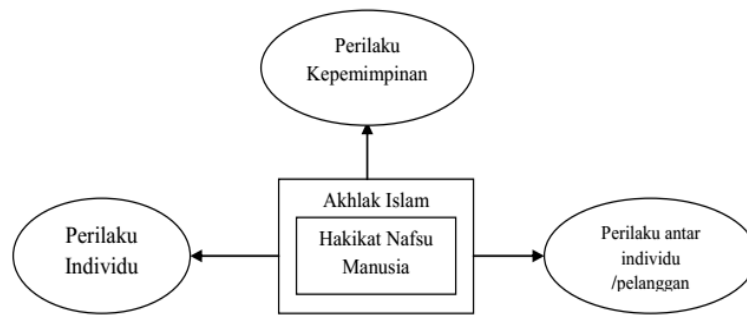 Perilaku
Kepemimpinan
Akhlak Islam
Hakikat Nafsu
Manusia
Perilaku
Individu
Perilaku antar
individu
/pelanggan